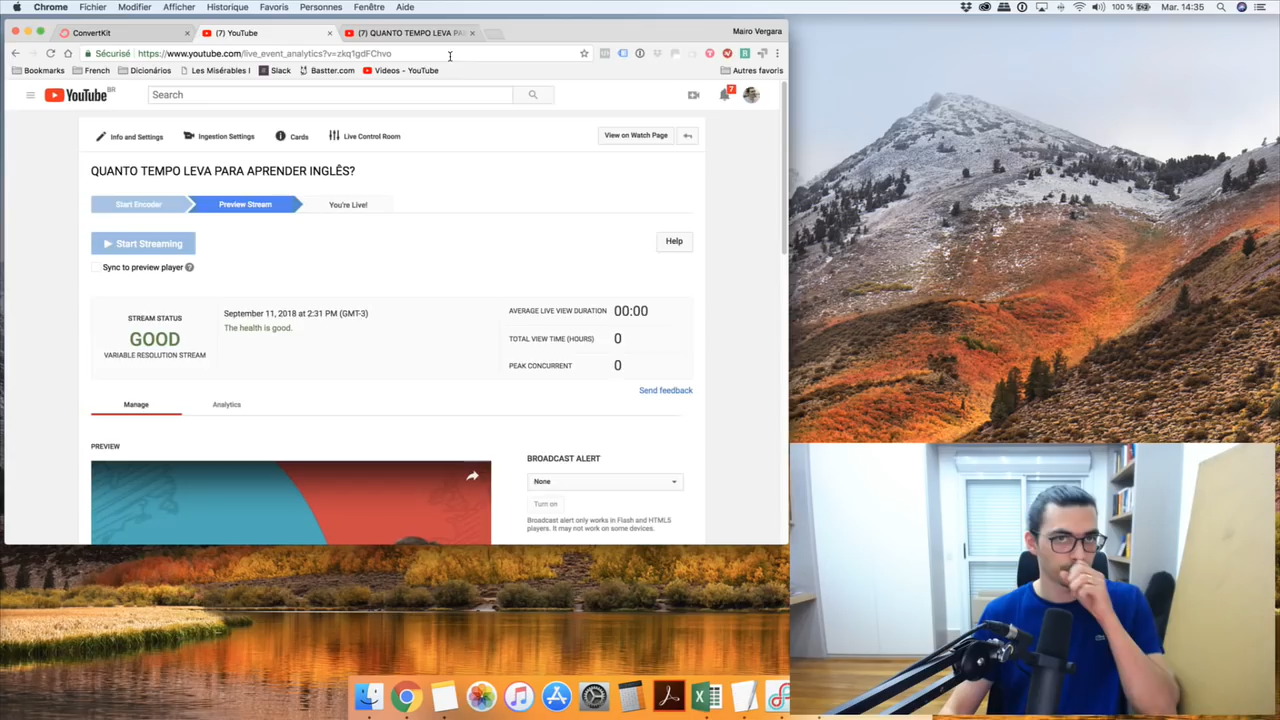 Chrome Fichier Modifier Afficher Historique Favoris Personnes Fenêtre Aide 100 % Mar. 14:35
ConvertKit (7) YouTube (7) QUANTO TEMPO LEVA Mairo Vergara
Sécurisé https://www.youtube.com/live_event_analytics?v=zkq1gdFChvo
Bookmarks French Dicionários Les Misérables I Slack Bastter.com Videos - YouTube Autres favoris
YouTube BR Search 7
Info and Settings Ingestion Settings Cards Live Control Room View on Watch Page
QUANTO TEMPO LEVA PARA APRENDER INGLÊS?
Start Encoder Preview Stream You're Live!
Start Streaming Help
Sync to preview player ?
STREAM STATUS
GOOD
VARIABLE RESOLUTION STREAM
September 11, 2018 at 2:31 PM (GMT-3)
The health is good.
AVERAGE LIVE VIEW DURATION 00:00
TOTAL VIEW TIME (HOURS) 0
PEAK CONCURRENT 0
Send feedback
Manage Analytics
PREVIEW
BROADCAST ALERT
None
Turn on
Broadcast alert only works in Flash and HTML5
players. It may not work on some devices.